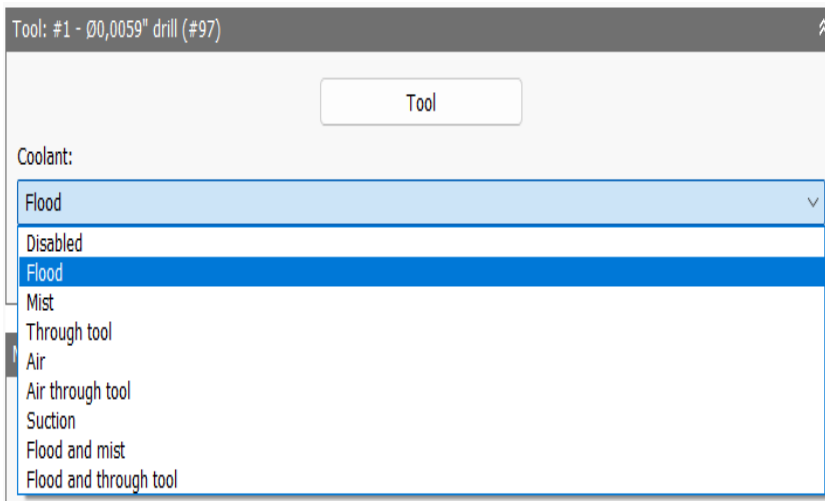 Tool: #1 - Ø0,0059" drill (#97)
Tool
Coolant:
Flood
Disabled
Flood
Mist
Through tool
Air
Air through tool
Suction
Flood and mist
Flood and through tool